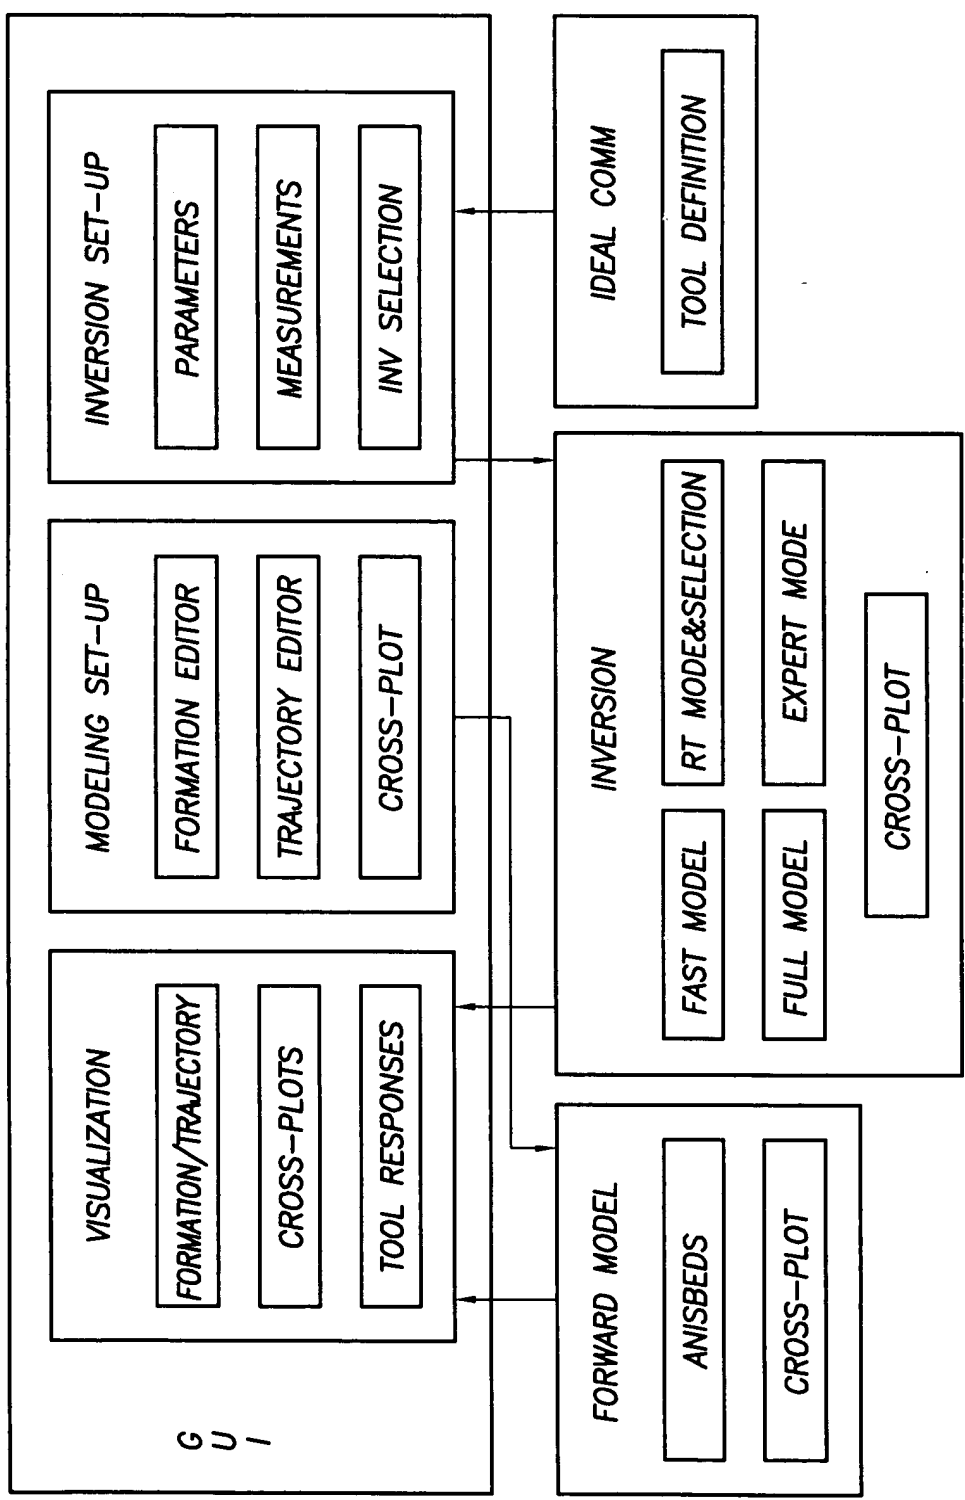 G
U
I
VISUALIZATION
FORMATION/TRAJECTORY
CROSS-PLOTS
TOOL RESPONSES
MODELING SET-UP
FORMATION EDITOR
TRAJECTORY EDITOR
CROSS-PLOT
INVERSION SET-UP
PARAMETERS
MEASUREMENTS
INV SELECTION
FORWARD MODEL
ANISBEDS
CROSS-PLOT
INVERSION
FAST MODEL
RT MODE&SELECTION
FULL MODEL
EXPERT MODE
CROSS-PLOT
IDEAL COMM
TOOL DEFINITION